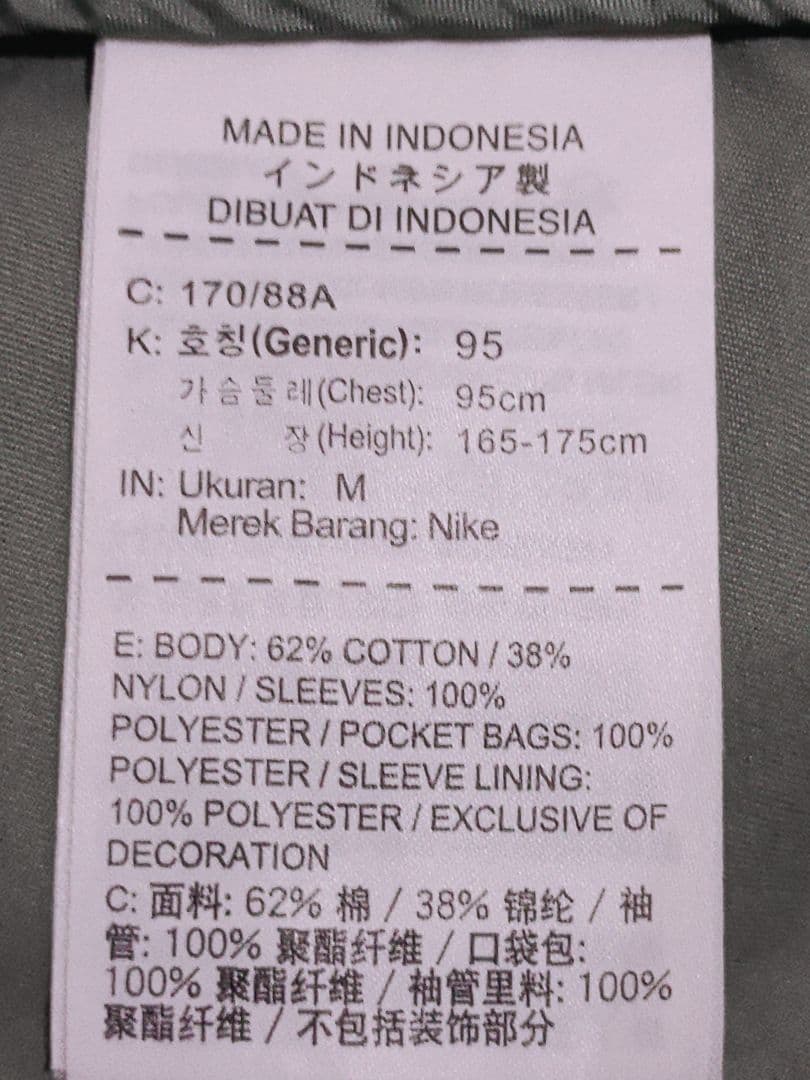 MADE IN INDONESIA
インドネシア製
DIBUAT DI INDONESIA
C: 170/88A
K: 호칭(Generic): 95
가슴둘레(Chest): 95cm
신 장(Height): 165-175cm
IN: Ukuran: M
Merek Barang: Nike
E: BODY: 62% COTTON / 38%
NYLON / SLEEVES: 100%
POLYESTER / POCKET BAGS: 100%
POLYESTER / SLEEVE LINING:
100% POLYESTER / EXCLUSIVE OF
DECORATION
C: 面料: 62% 棉 / 38% 锦纶 / 袖
管: 100% 聚酯纤维 / 口袋包:
100% 聚酯纤维 / 袖管里料: 100%
聚酯纤维 / 不包括装饰部分